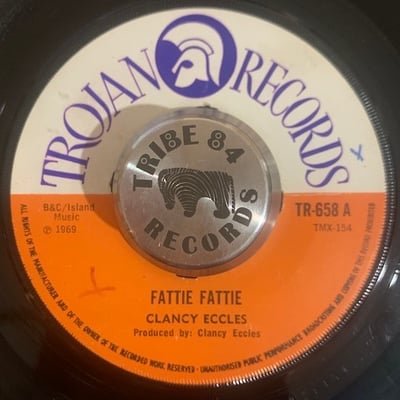 TROJAN RECORDS
TRIBE 84
RECORDS
B&C/Island
Music
℗ 1969
TR-658 A
TMX-154
FATTIE FATTIE
CLANCY ECCLES
Produced by: Clancy Eccles
ALL RIGHTS OF THE MANUFACTURER AND OF THE OWNER OF THE RECORDED WORK RESERVED - UNAUTHORISED PUBLIC PERFORMANCE BROADCASTING AND COPYING OF THIS RECORD PROHIBITED